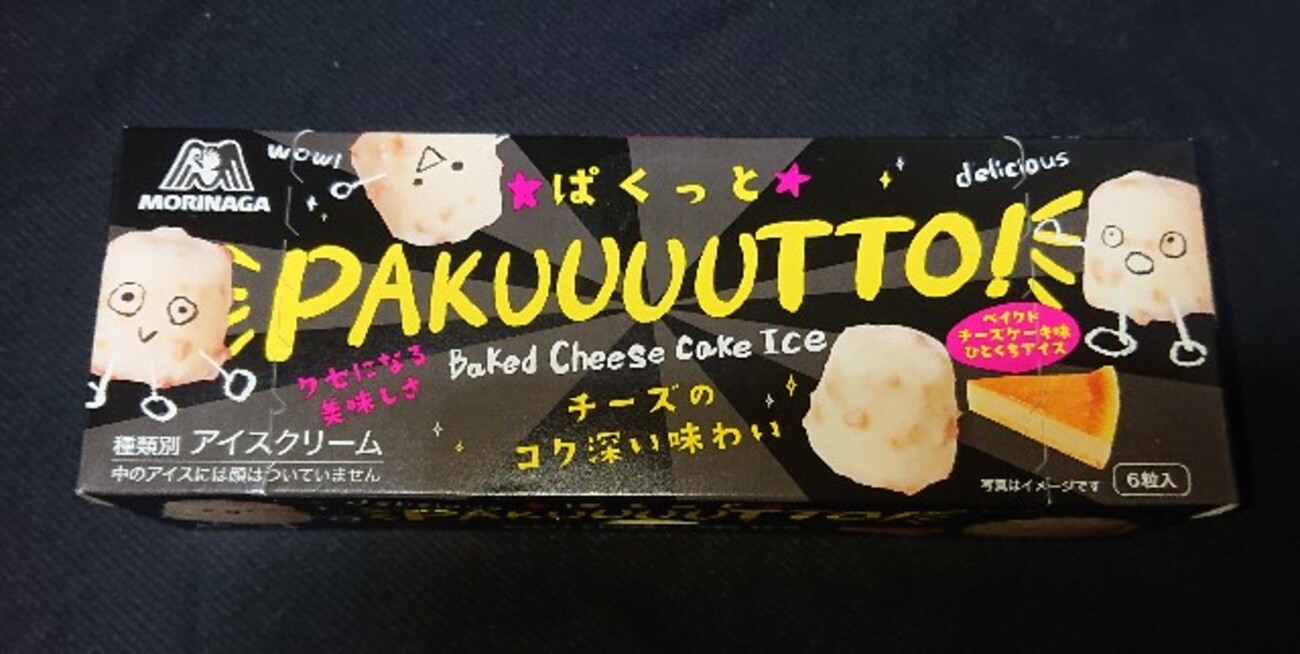 MORINAGA
wow!
★ぱくっと★
delicious
PAKUUUUTTO!
Baked Cheese Cake Ice
クセになる
美味しさ
チーズの
コク深い味わい
ベイクド
チーズケーキ味
ひとくちアイス
種類別 アイスクリーム
中のアイスには顔はついていません
写真はイメージです
6粒入